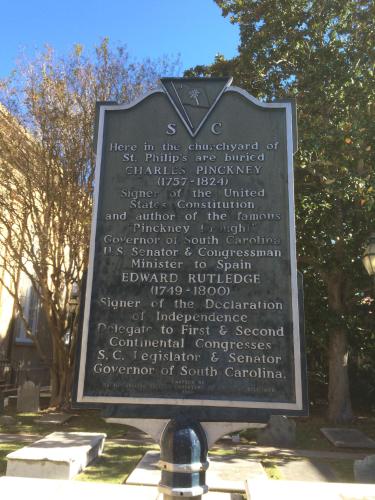 S C
Here in the churchyard of
St. Philip's are buried
CHARLES PINCKNEY
(1757-1824)
Signer of the United
States Constitution
and author of the famous
"Pinckney Draught"
Governor of South Carolina
U.S. Senator & Congressman
Minister to Spain
EDWARD RUTLEDGE
(1749-1800)
Signer of the Declaration
of Independence
Delegate to First & Second
Continental Congresses
S.C. Legislator & Senator
Governor of South Carolina.
ERECTED BY